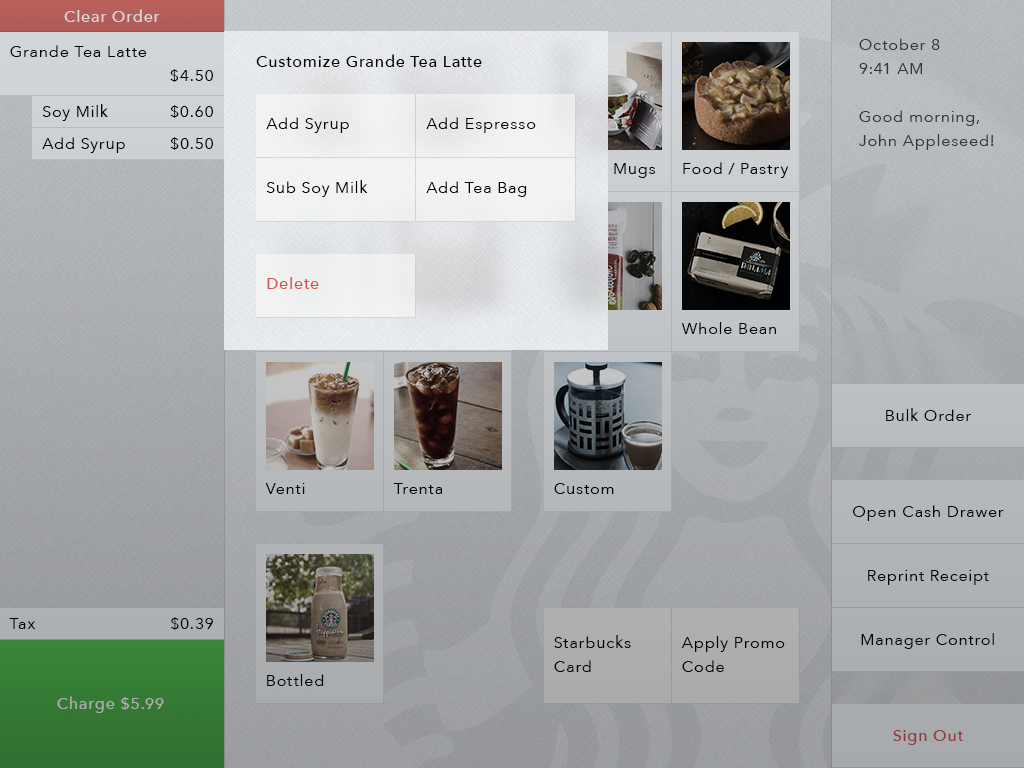 Clear Order
Grande Tea Latte
$4.50
Soy Milk $0.60
Add Syrup $0.50
Tax $0.39
Charge $5.99
Customize Grande Tea Latte
Add Syrup
Add Espresso
Sub Soy Milk
Add Tea Bag
Delete
Mugs
Food / Pastry
Whole Bean
Venti
Trenta
Custom
Bottled
Starbucks
Card
Apply Promo
Code
October 8
9:41 AM
Good morning,
John Appleseed!
Bulk Order
Open Cash Drawer
Reprint Receipt
Manager Control
Sign Out